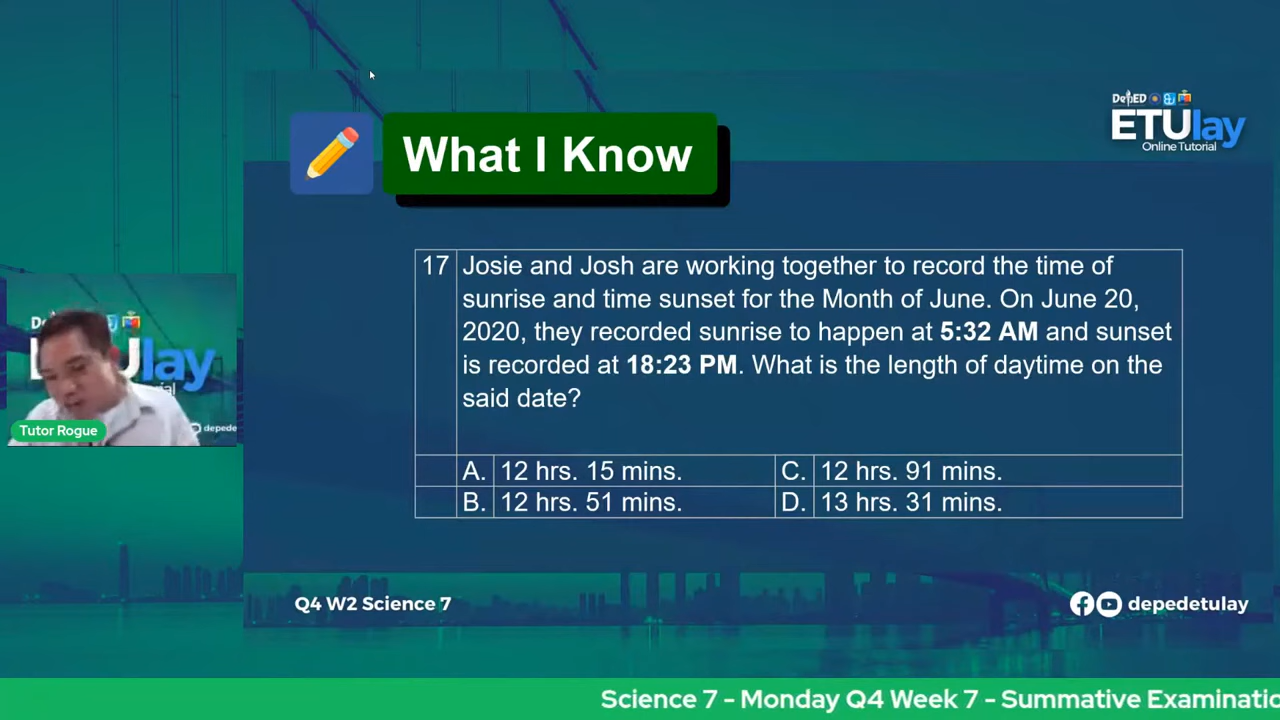 DepED
ETUlay
Online Tutorial
What I Know
17 Josie and Josh are working together to record the time of
sunrise and time sunset for the Month of June. On June 20,
2020, they recorded sunrise to happen at 5:32 AM and sunset
is recorded at 18:23 PM. What is the length of daytime on the
said date?
A. 12 hrs. 15 mins. C. 12 hrs. 91 mins.
B. 12 hrs. 51 mins. D. 13 hrs. 31 mins.
Tutor Rogue
depede
Q4 W2 Science 7
depedetulay
Science 7 - Monday Q4 Week 7 - Summative Examinatio